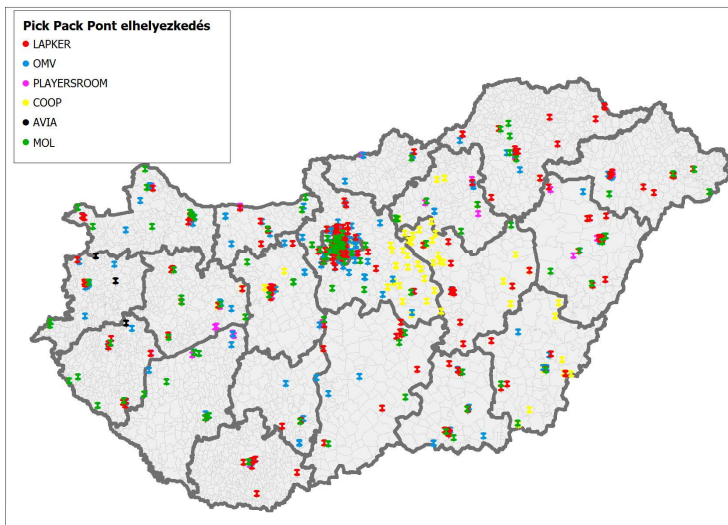 Pick Pack Pont elhelyezkedés
LAPKER
OMV
PLAYERSROOM
COOP
AVIA
MOL